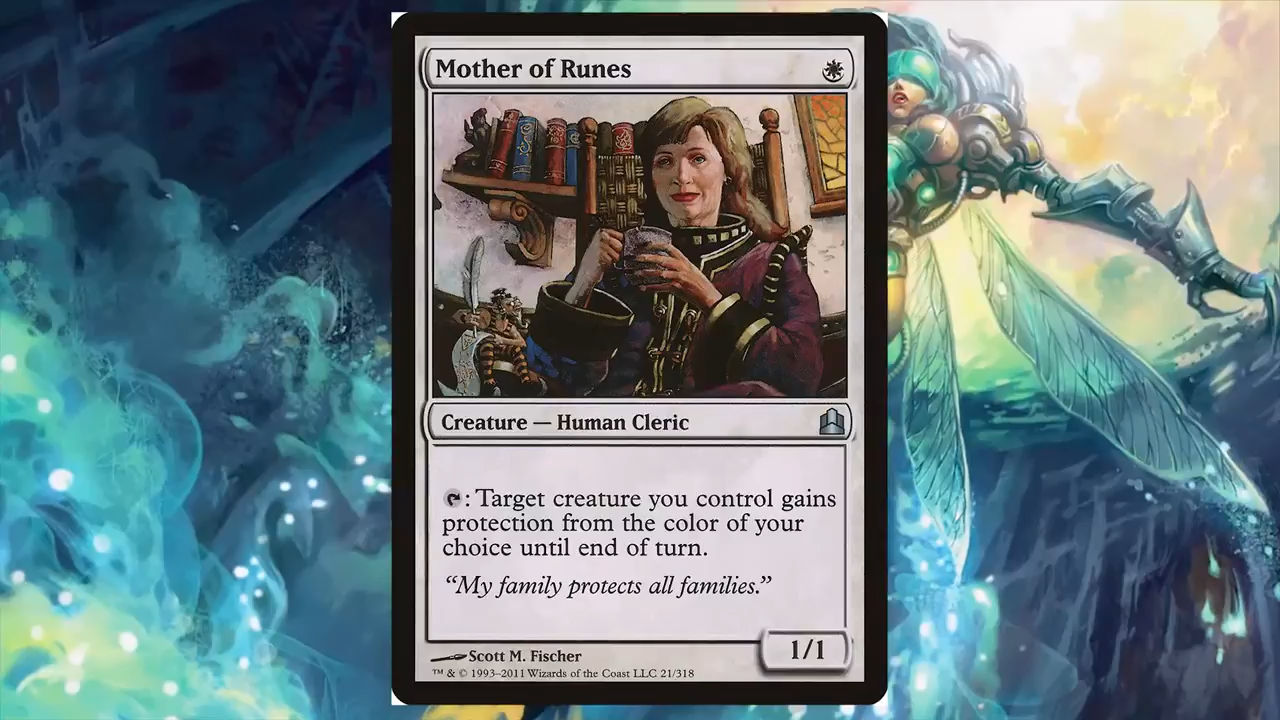 Mother of Runes
Creature — Human Cleric
: Target creature you control gains
protection from the color of your
choice until end of turn.
“My family protects all families.”
1/1
Scott M. Fischer
™ & © 1993–2011 Wizards of the Coast LLC 21/318